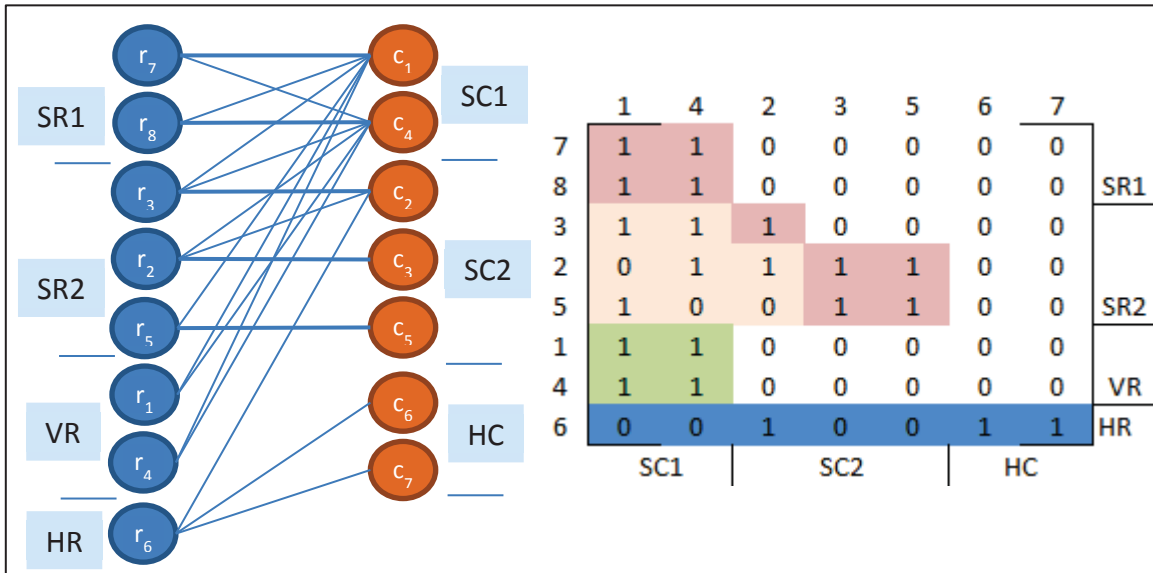 r₇ c₁
SR1 SC1
r₈ c₄
r₃ c₂
r₂ c₃
SR2 SC2
r₅ c₅
r₁ c₆
VR HC
r₄ c₇
HR r₆
1 4 2 3 5 6 7
7 1 1 0 0 0 0 0
8 1 1 0 0 0 0 0 SR1
3 1 1 1 0 0 0 0
2 0 1 1 1 1 0 0
5 1 0 0 1 1 0 0 SR2
1 1 1 0 0 0 0 0
4 1 1 0 0 0 0 0 VR
6 0 0 1 0 0 1 1 HR
SC1 SC2 HC